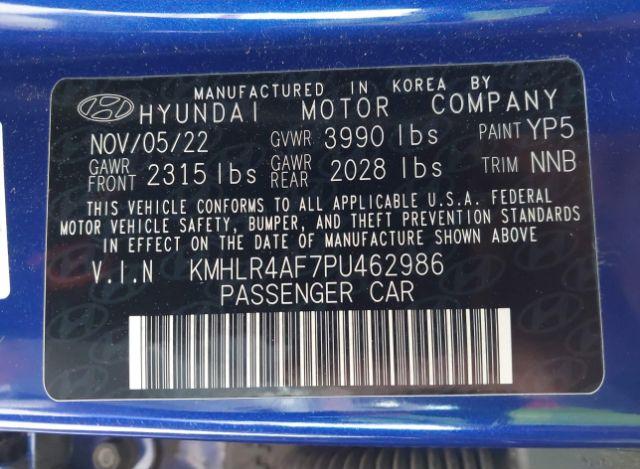 MANUFACTURED IN KOREA BY
HYUNDAI MOTOR COMPANY
NOV/05/22 GVWR 3990 lbs PAINT YP5
GAWR FRONT 2315 lbs GAWR REAR 2028 lbs TRIM NNB
THIS VEHICLE CONFORMS TO ALL APPLICABLE U.S.A. FEDERAL
MOTOR VEHICLE SAFETY, BUMPER, AND THEFT PREVENTION STANDARDS
IN EFFECT ON THE DATE OF MANUFACTURE SHOWN ABOVE.
V.I.N KMHLR4AF7PU462986
PASSENGER CAR